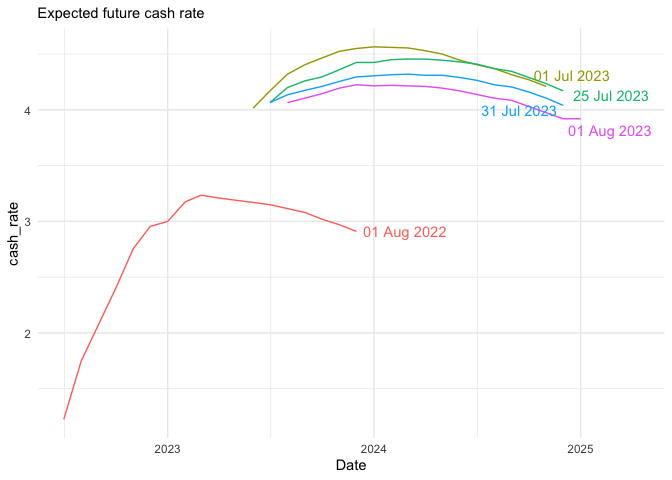 Expected future cash rate
01 Jul 2023
25 Jul 2023
31 Jul 2023
01 Aug 2023
01 Aug 2022
cash_rate
4
3
2
2023
2024
2025
Date